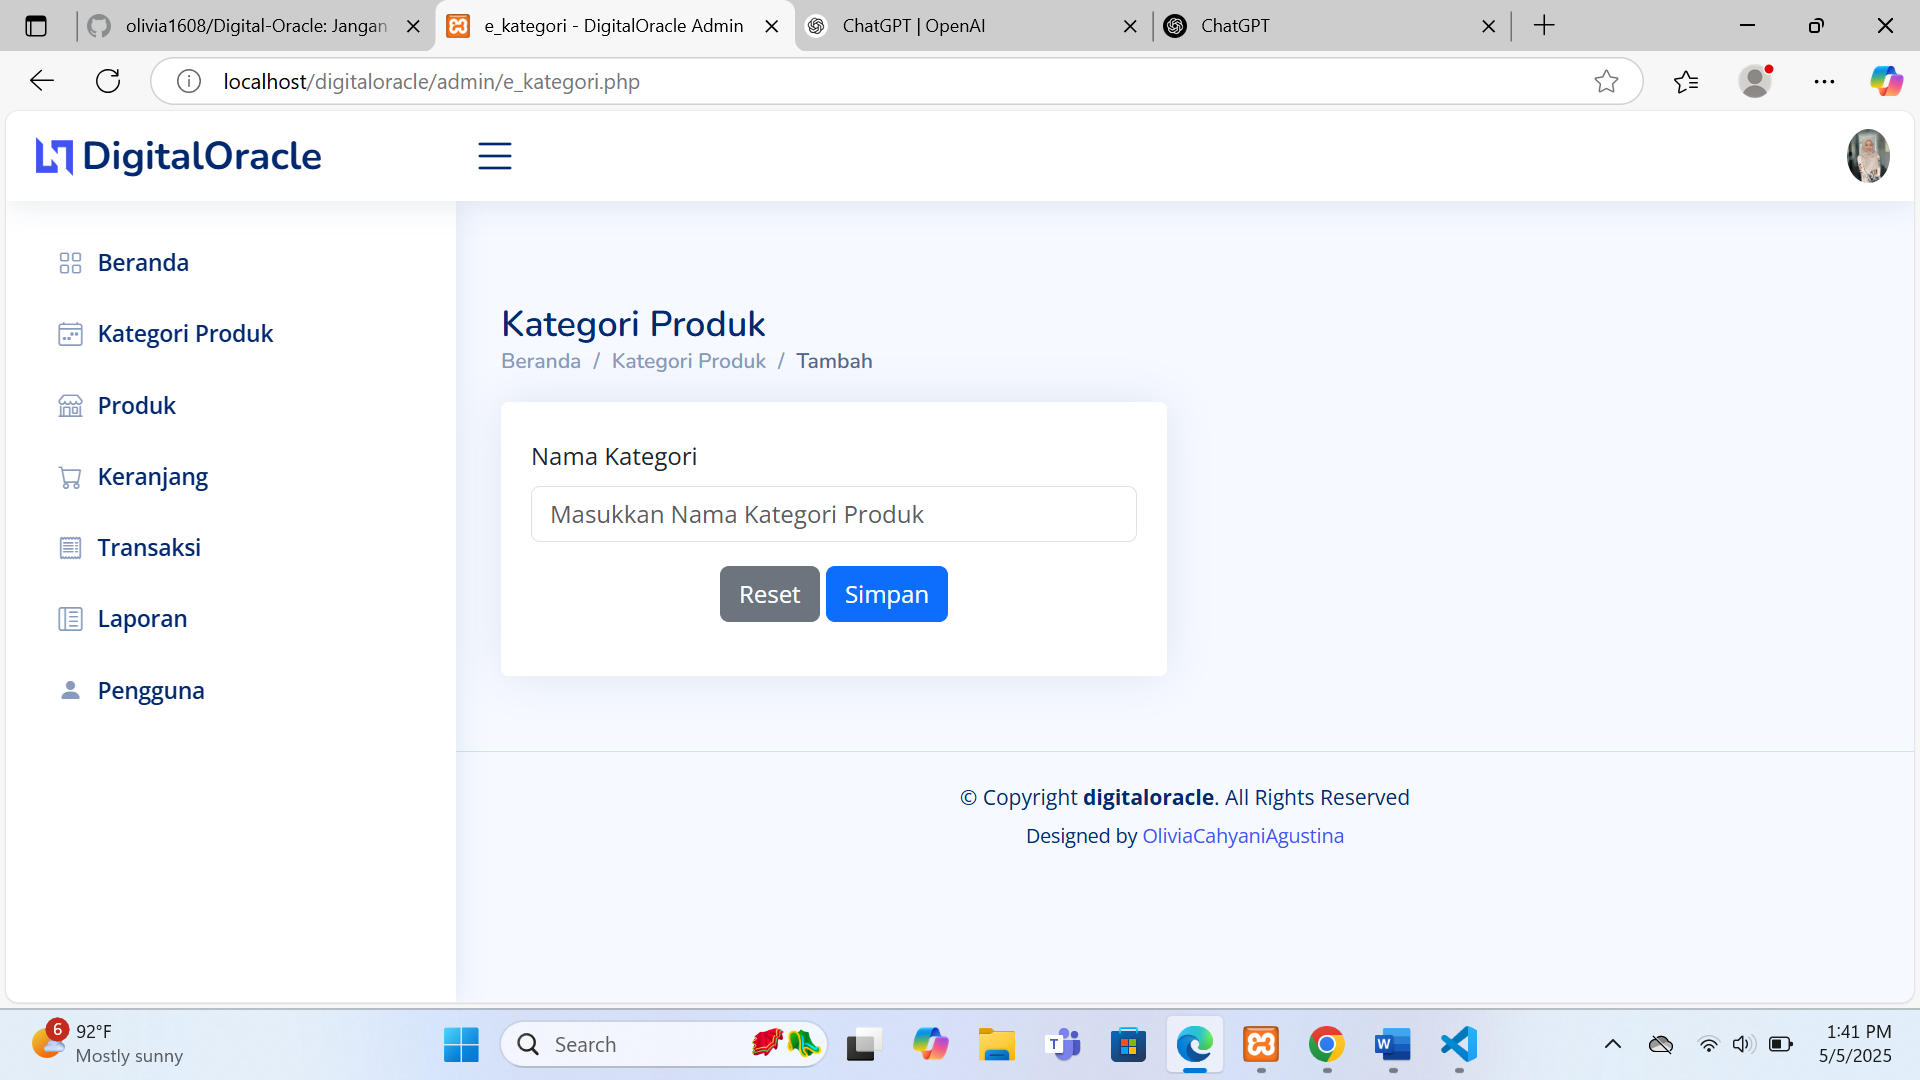 olivia1608/Digital-Oracle: Jangan
e_kategori - DigitalOracle Admin
ChatGPT | OpenAI
ChatGPT
localhost/digitaloracle/admin/e_kategori.php
DigitalOracle
Beranda
Kategori Produk
Produk
Keranjang
Transaksi
Laporan
Pengguna
Kategori Produk
Beranda / Kategori Produk / Tambah
Nama Kategori
Masukkan Nama Kategori Produk
Reset Simpan
© Copyright digitaloracle. All Rights Reserved
Designed by OliviaCahyaniAgustina
6
92°F
Mostly sunny
Search
1:41 PM
5/5/2025